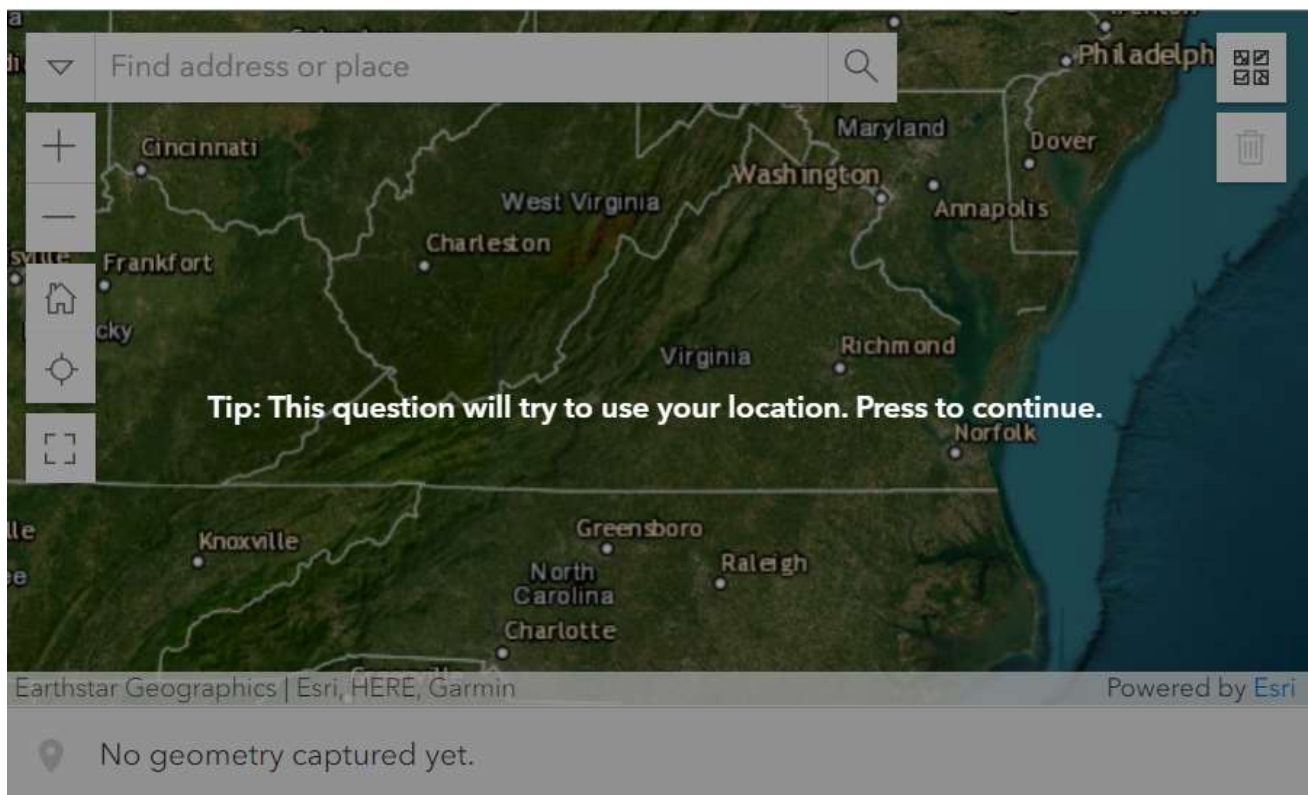 Find address or place
Philadelph
Maryland
Dover
Cincinnati
Washington
West Virginia
Annapolis
Charleston
Frankfort
cky
Richmond
Virginia
Tip: This question will try to use your location. Press to continue.
Norfolk
Greensboro
Knoxville
Raleigh
North
Carolina
Charlotte
Earthstar Geographics | Esri, HERE, Garmin
Powered by Esri
No geometry captured yet.